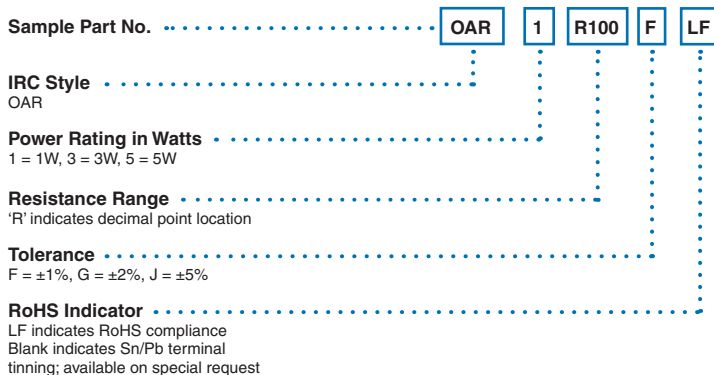 Sample Part No. OAR 1 R100 F LF
IRC Style
OAR
Power Rating in Watts
1 = 1W, 3 = 3W, 5 = 5W
Resistance Range
‘R’ indicates decimal point location
Tolerance
F = ±1%, G = ±2%, J = ±5%
RoHS Indicator
LF indicates RoHS compliance
Blank indicates Sn/Pb terminal
tinning; available on special request